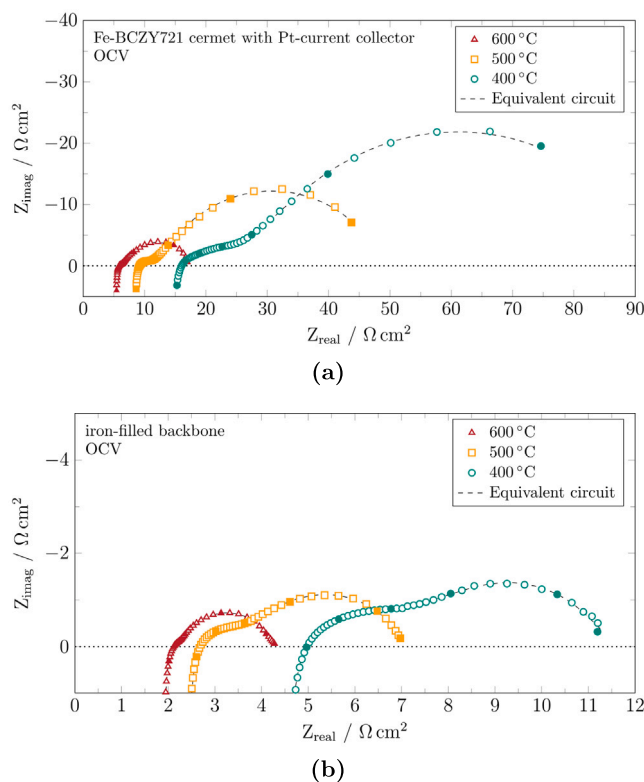 Fe-BCZY721 cermet with Pt-current collector
OCV
600 °C
500 °C
400 °C
Equivalent circuit
Z_imag / Ω cm²
−40
−30
−20
−10
0
0 10 20 30 40 50 60 70 80 90
Z_real / Ω cm²
(a)
iron-filled backbone
OCV
600 °C
500 °C
400 °C
Equivalent circuit
Z_imag / Ω cm²
−4
−2
0
0 1 2 3 4 5 6 7 8 9 10 11 12
Z_real / Ω cm²
(b)